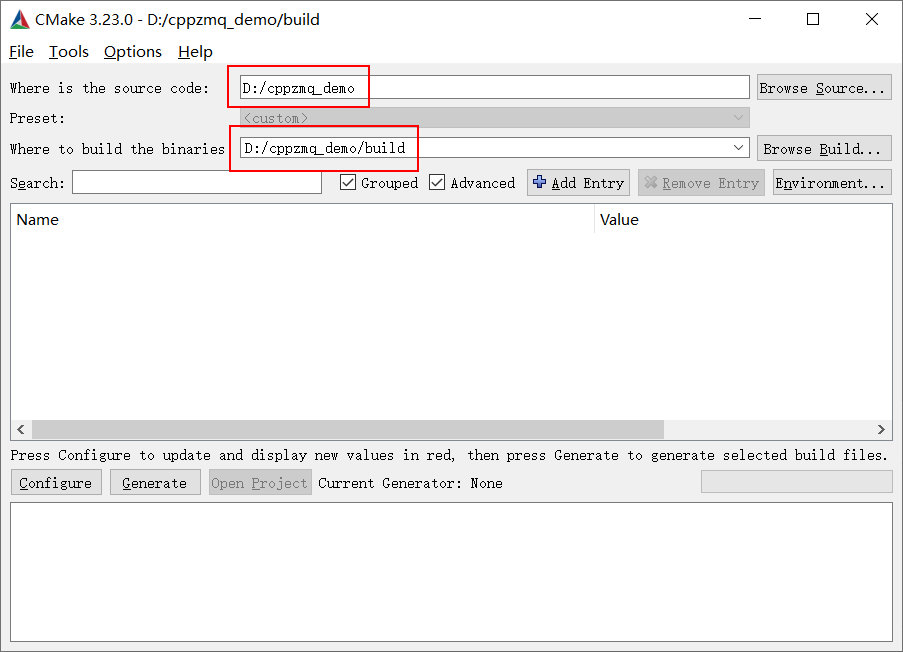 CMake 3.23.0 - D:/cppzmq_demo/build
File Tools Options Help
Where is the source code: D:/cppzmq_demo Browse Source...
Preset: <custom>
Where to build the binaries D:/cppzmq_demo/build Browse Build...
Search: Grouped Advanced Add Entry Remove Entry Environment...
Name Value
Press Configure to update and display new values in red, then press Generate to generate selected build files.
Configure Generate Open Project Current Generator: None